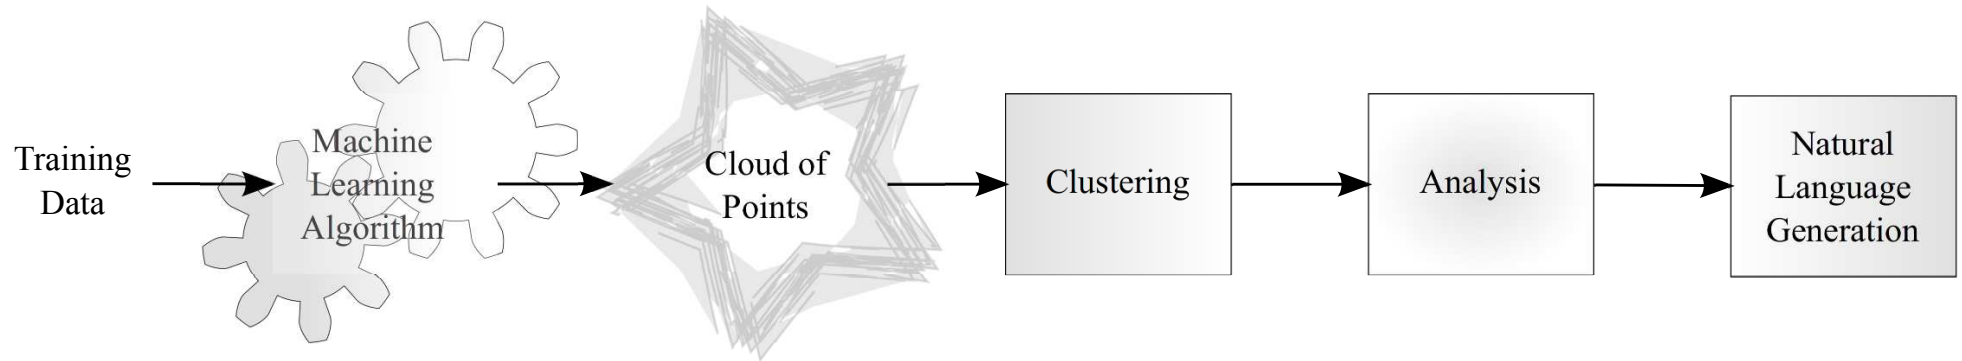 Training
Data
Machine
Learning
Algorithm
Cloud of
Points
Clustering
Analysis
Natural
Language
Generation